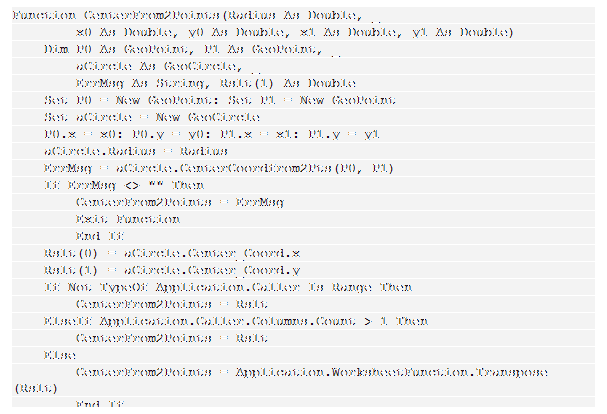 Function CenterFrom2Points(Radius As Double, _
x0 As Double, y0 As Double, x1 As Double, y1 As Double)
Dim P0 As GeoPoint, P1 As GeoPoint, _
aCircle As GeoCircle, _
ErrMsg As String, Rslt(1) As Double
Set P0 = New GeoPoint: Set P1 = New GeoPoint
Set aCircle = New GeoCircle
P0.x = x0: P0.y = y0: P1.x = x1: P1.y = y1
aCircle.Radius = Radius
ErrMsg = aCircle.CenterCoordFrom2Pts(P0, P1)
If ErrMsg <> "" Then
CenterFrom2Points = ErrMsg
Exit Function
End If
Rslt(0) = aCircle.Center_Coord.x
Rslt(1) = aCircle.Center_Coord.y
If Not TypeOf Application.Caller Is Range Then
CenterFrom2Points = Rslt
ElseIf Application.Caller.Columns.Count > 1 Then
CenterFrom2Points = Rslt
Else
CenterFrom2Points = Application.WorksheetFunction.Transpose
(Rslt)
End If